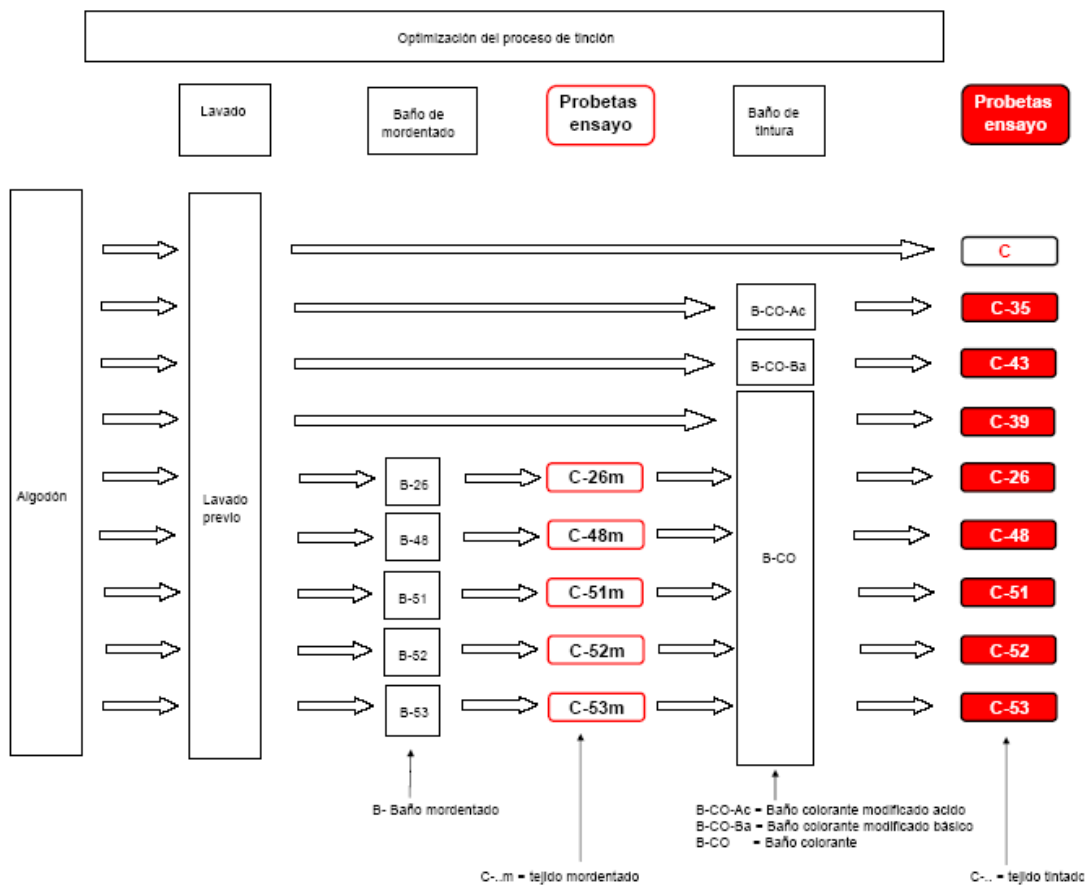 Optimización del proceso de tinción
Lavado
Baño de
mordentado
Probetas
ensayo
Baño de
tintura
Probetas
ensayo
Algodón
Lavado
previo
C
B-CO-Ac
C-35
B-CO-Ba
C-43
C-39
B-26
C-26m
C-26
B-48
C-48m
C-48
B-CO
B-51
C-51m
C-51
B-52
C-52m
C-52
B-53
C-53m
C-53
B- Baño mordentado
B-CO-Ac = Baño colorante modificado acido
B-CO-Ba = Baño colorante modificado básico
B-CO = Baño colorante
C-..m = tejido mordentado
C-.. = tejido tintado